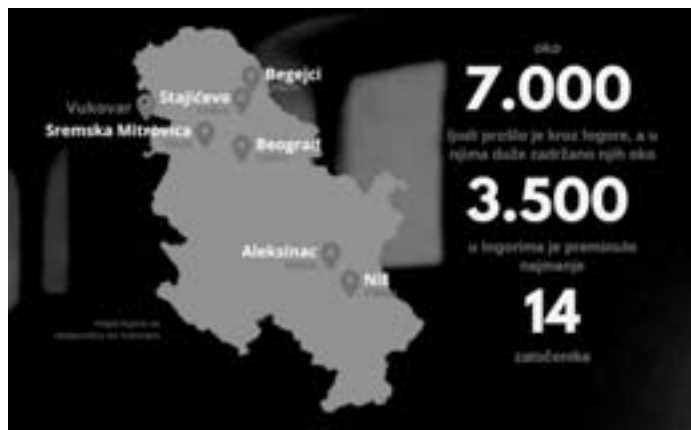 Begejci
Stajićevo
Vukovar
Sremska Mitrovica
Beograd
Aleksinac
Niš
oko
7.000
ljudi prošlo je kroz logore, a u
njima duže zadržano njih oko
3.500
u logorima je preminulo
najmanje
14
zatočenika